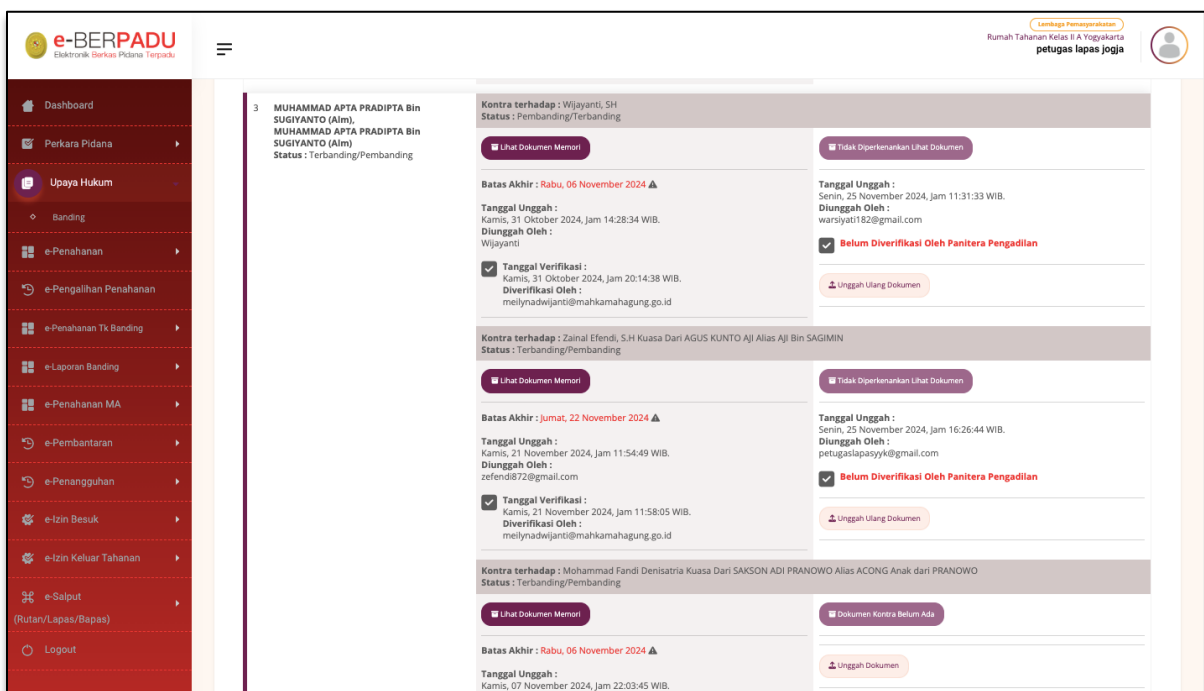 e-BERPADU
Elektronik Berkas Pidana Terpadu
Lembaga Pemasyarakatan
Rumah Tahanan Kelas II A Yogyakarta
petugas lapas jogja
Dashboard
Perkara Pidana
Upaya Hukum
Banding
e-Penahanan
e-Pengalihan Penahanan
e-Penahanan Tk Banding
e-Laporan Banding
e-Penahanan MA
e-Pembantaran
e-Penangguhan
e-Izin Besuk
e-Izin Keluar Tahanan
e-Salput
(Rutan/Lapas/Bapas)
Logout
3 MUHAMMAD APTA PRADIPTA Bin
SUGIYANTO (Alm),
MUHAMMAD APTA PRADIPTA Bin
SUGIYANTO (Alm)
Status : Terbanding/Pembanding
Kontra terhadap : Wijayanti, SH
Status : Pembanding/Terbanding
Lihat Dokumen Memori
Batas Akhir : Rabu, 06 November 2024
Tanggal Unggah :
Kamis, 31 Oktober 2024, Jam 14:28:34 WIB.
Diunggah Oleh :
Wijayanti
Tanggal Verifikasi :
Kamis, 31 Oktober 2024, Jam 20:14:38 WIB.
Diverifikasi Oleh :
meilynadwijanti@mahkamahagung.go.id
Tidak Diperkenankan Lihat Dokumen
Tanggal Unggah :
Senin, 25 November 2024, Jam 11:31:33 WIB.
Diunggah Oleh :
warsiyati182@gmail.com
Belum Diverifikasi Oleh Panitera Pengadilan
Unggah Ulang Dokumen
Kontra terhadap : Zainal Efendi, S.H Kuasa Dari AGUS KUNTO AJI Alias AJI Bin SAGIMIN
Status : Terbanding/Pembanding
Lihat Dokumen Memori
Batas Akhir : Jumat, 22 November 2024
Tanggal Unggah :
Kamis, 21 November 2024, Jam 11:54:49 WIB.
Diunggah Oleh :
zefendi872@gmail.com
Tanggal Verifikasi :
Kamis, 21 November 2024, Jam 11:58:05 WIB.
Diverifikasi Oleh :
meilynadwijanti@mahkamahagung.go.id
Tidak Diperkenankan Lihat Dokumen
Tanggal Unggah :
Senin, 25 November 2024, Jam 16:26:44 WIB.
Diunggah Oleh :
petugaslapasyyk@gmail.com
Belum Diverifikasi Oleh Panitera Pengadilan
Unggah Ulang Dokumen
Kontra terhadap : Mohammad Fandi Denisatria Kuasa Dari SAKSON ADI PRANOWO Alias ACONG Anak dari PRANOWO
Status : Terbanding/Pembanding
Lihat Dokumen Memori
Batas Akhir : Rabu, 06 November 2024
Tanggal Unggah :
Kamis, 07 November 2024, Jam 22:03:45 WIB.
Dokumen Kontra Belum Ada
Unggah Dokumen